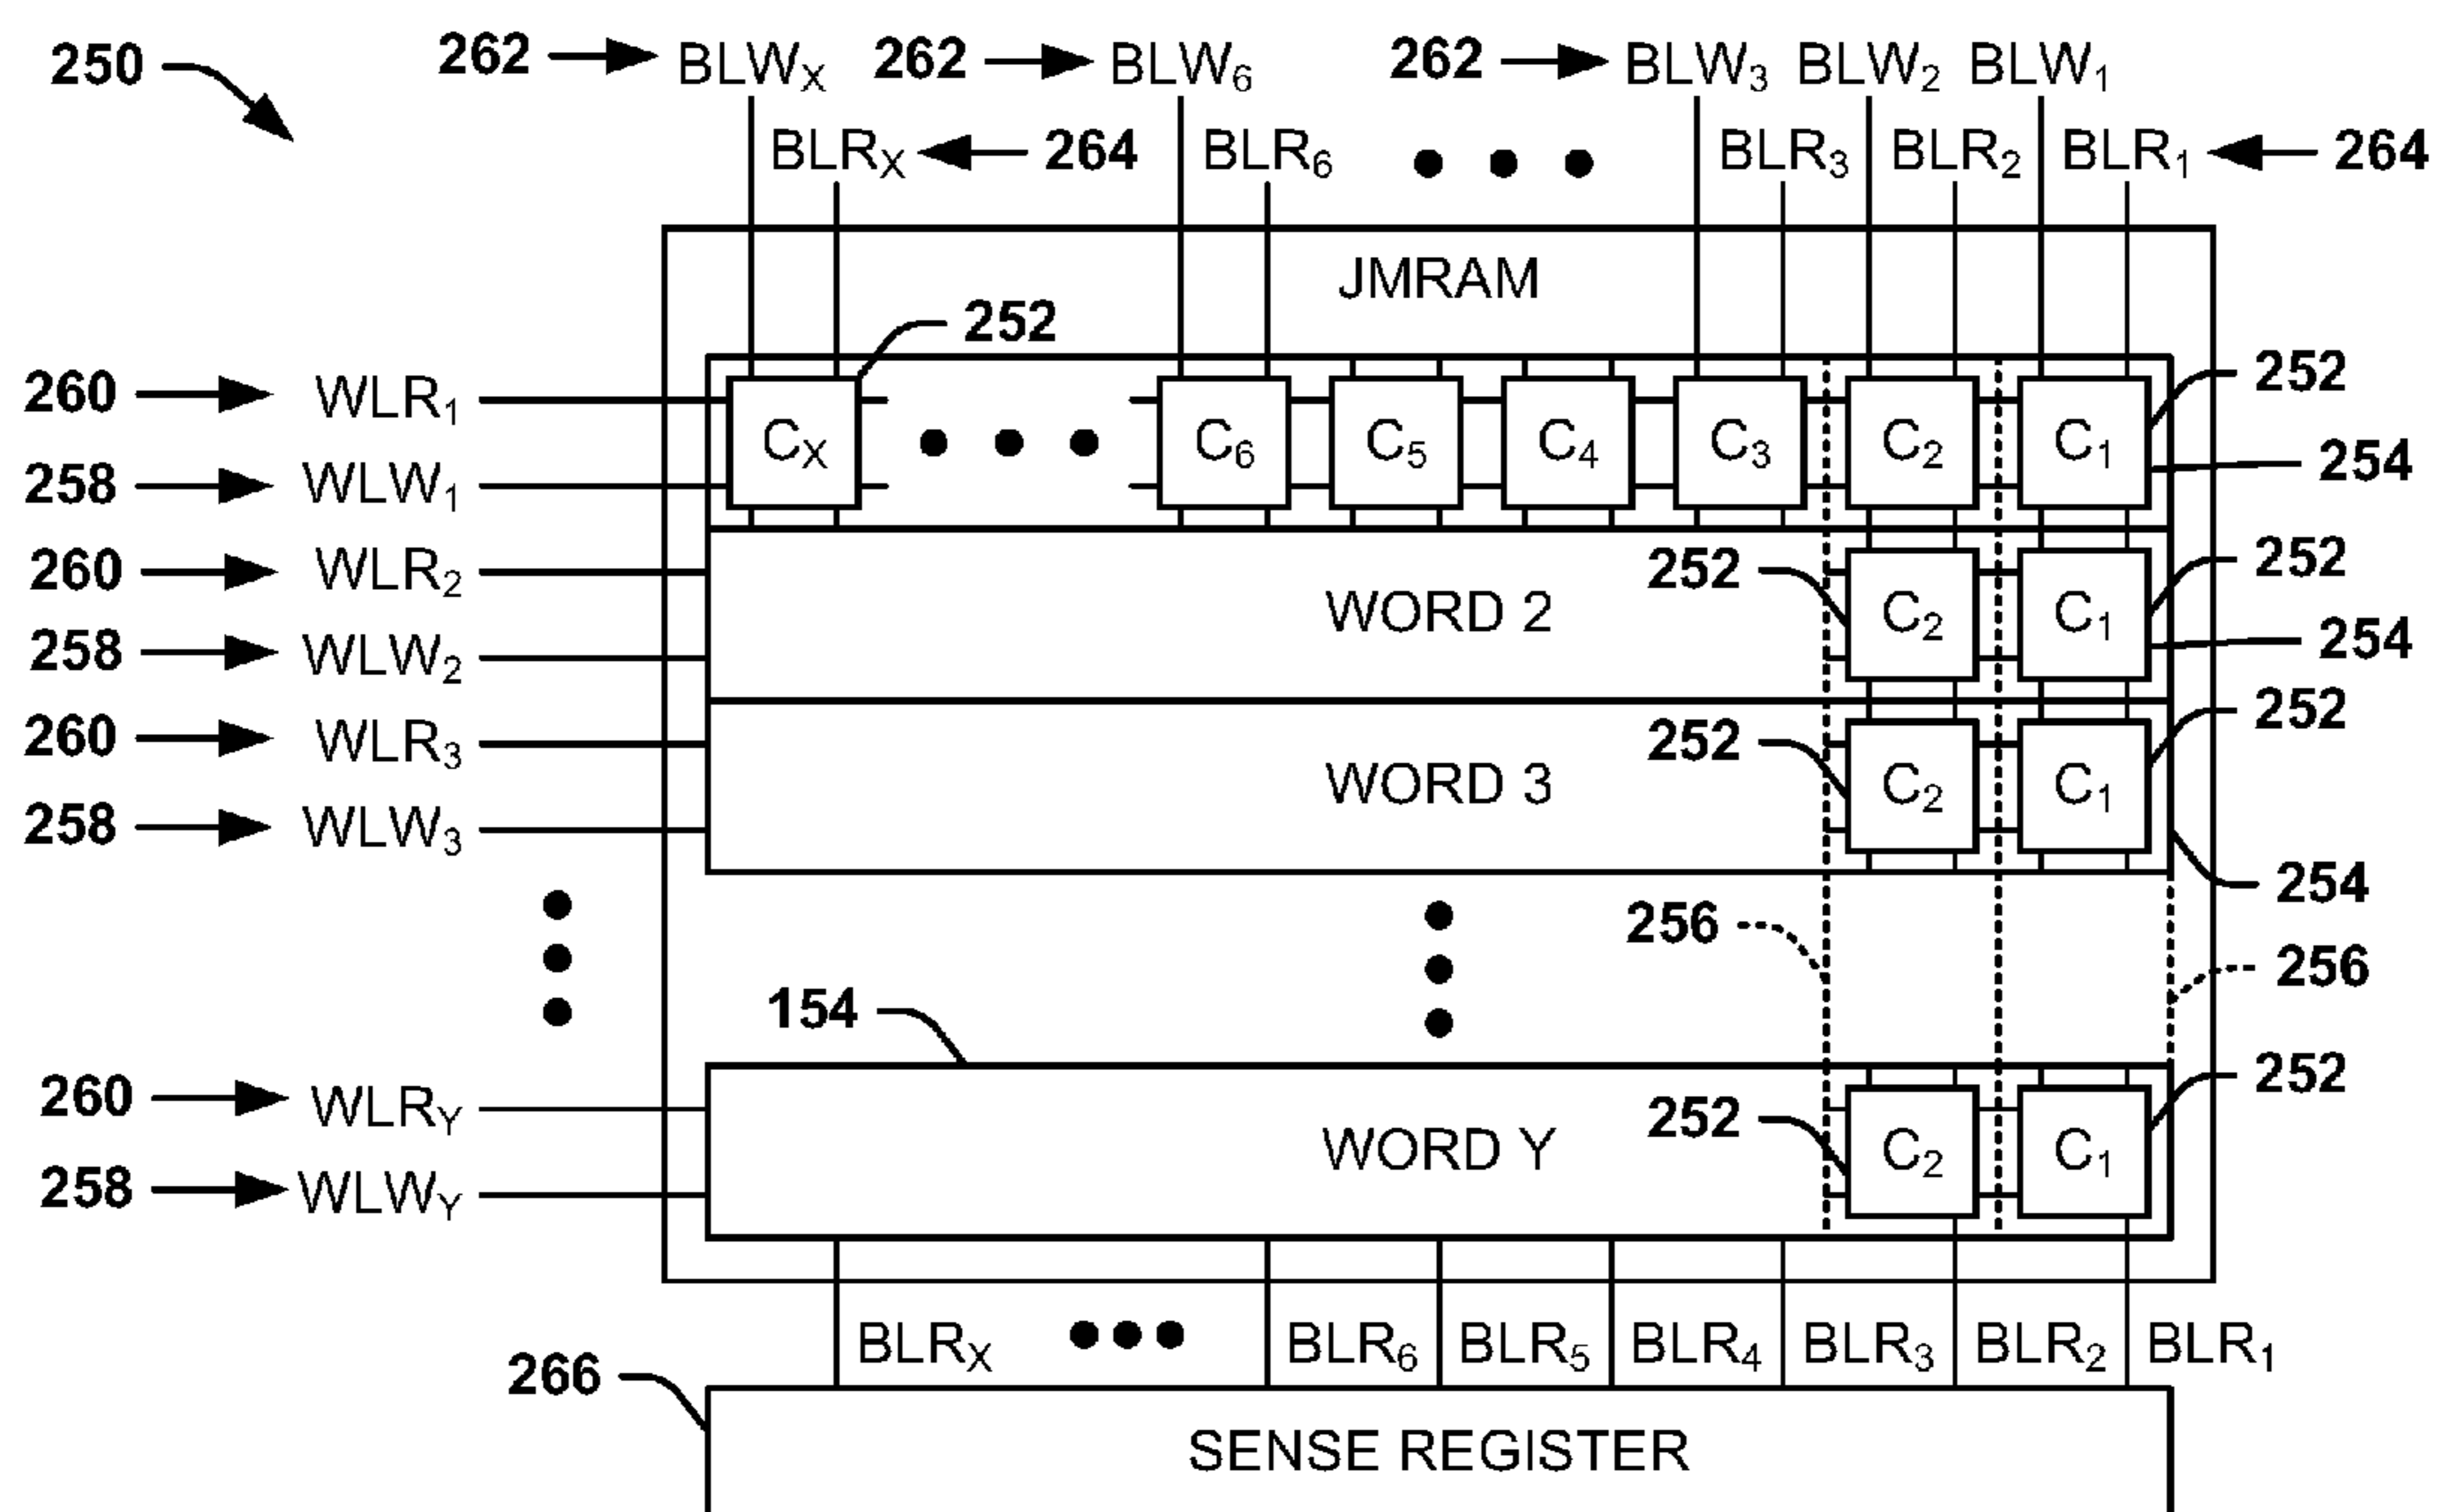 250 262 BLWX 262 BLW6 262 BLW3 BLW2 BLW1
BLRX 264 BLR6 BLR3 BLR2 BLR1 264
JMRAM
252
260 WLR1 CX C6 C5 C4 C3 C2 C1 252
258 WLW1 254
260 WLR2 WORD 2 252 C2 C1 252
258 WLW2 254
260 WLR3 WORD 3 252 C2 C1 252
258 WLW3
254
256
256
154
260 WLRY WORD Y 252 C2 C1 252
258 WLWY
BLRX BLR6 BLR5 BLR4 BLR3 BLR2 BLR1
266
SENSE REGISTER